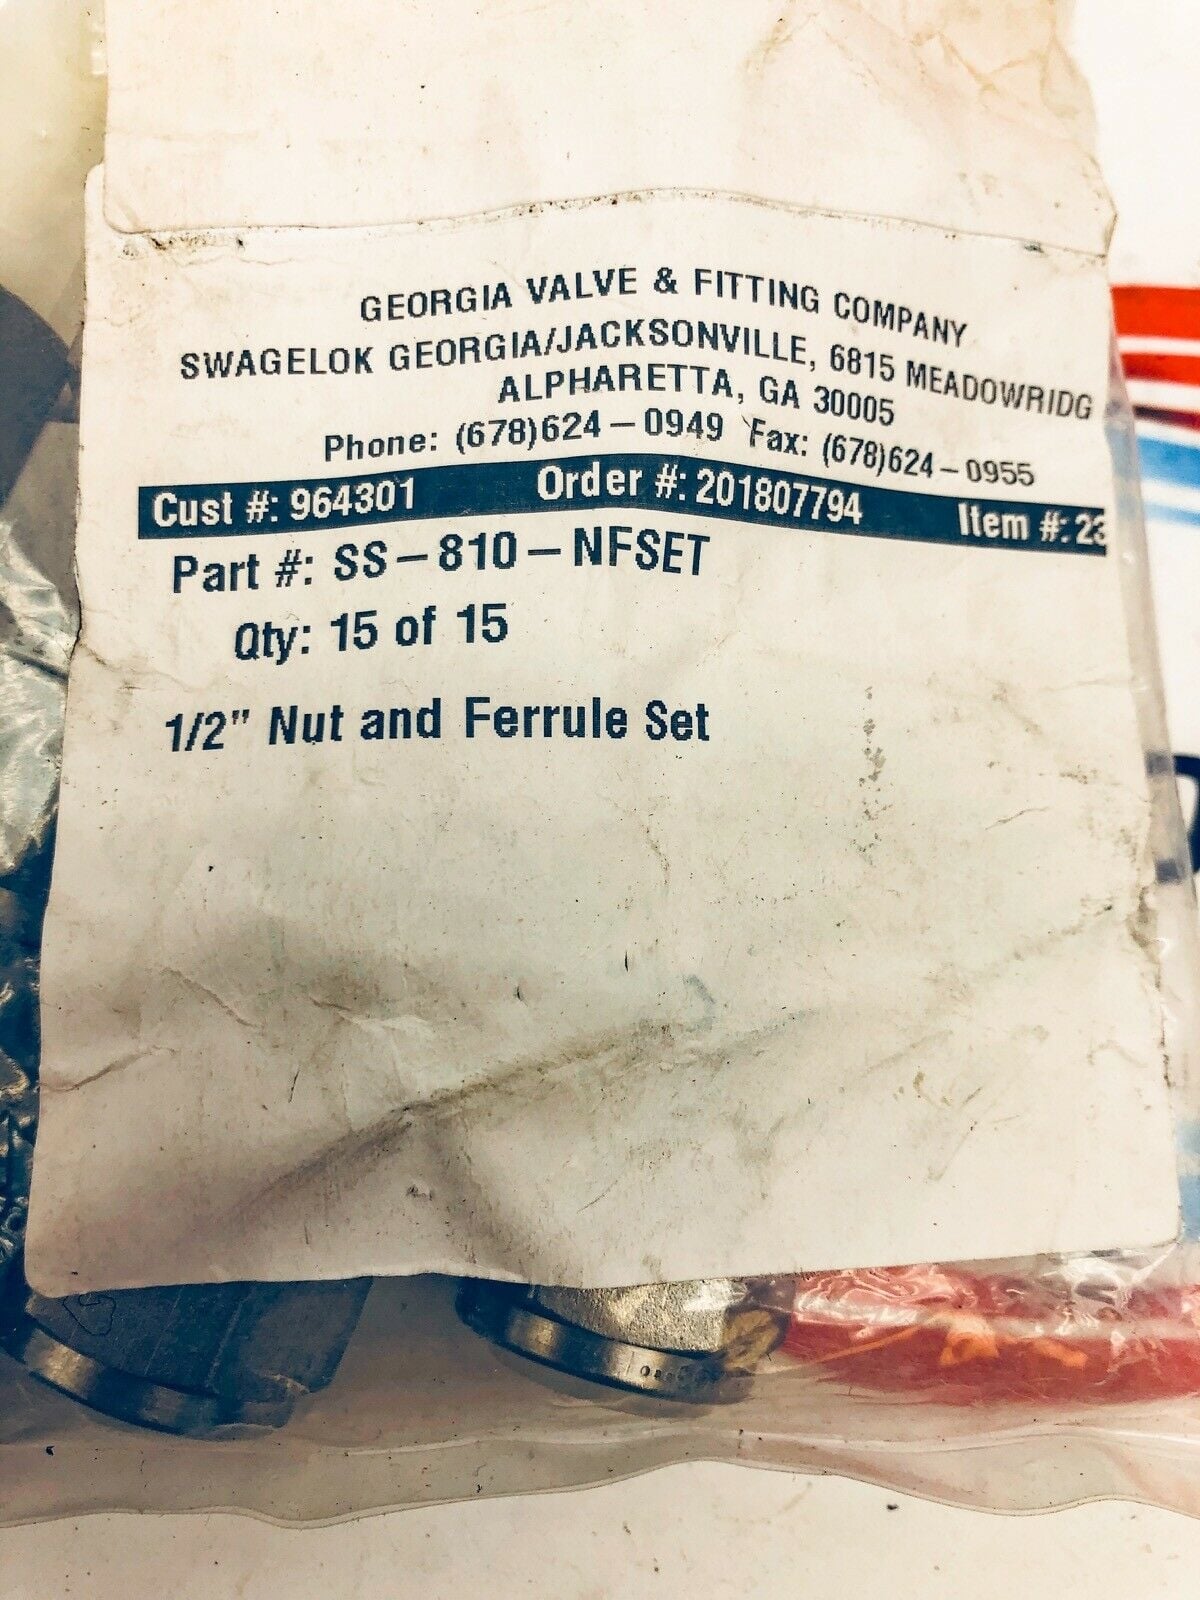 GEORGIA VALVE & FITTING COMPANY
SWAGELOK GEORGIA/JACKSONVILLE, 6815 MEADOWRIDG
ALPHARETTA, GA 30005
Phone: (678)624-0949 Fax: (678)624-0955
Cust #: 964301 Order #: 201807794 Item #: 23
Part #: SS-810-NFSET
Qty: 15 of 15
1/2" Nut and Ferrule Set